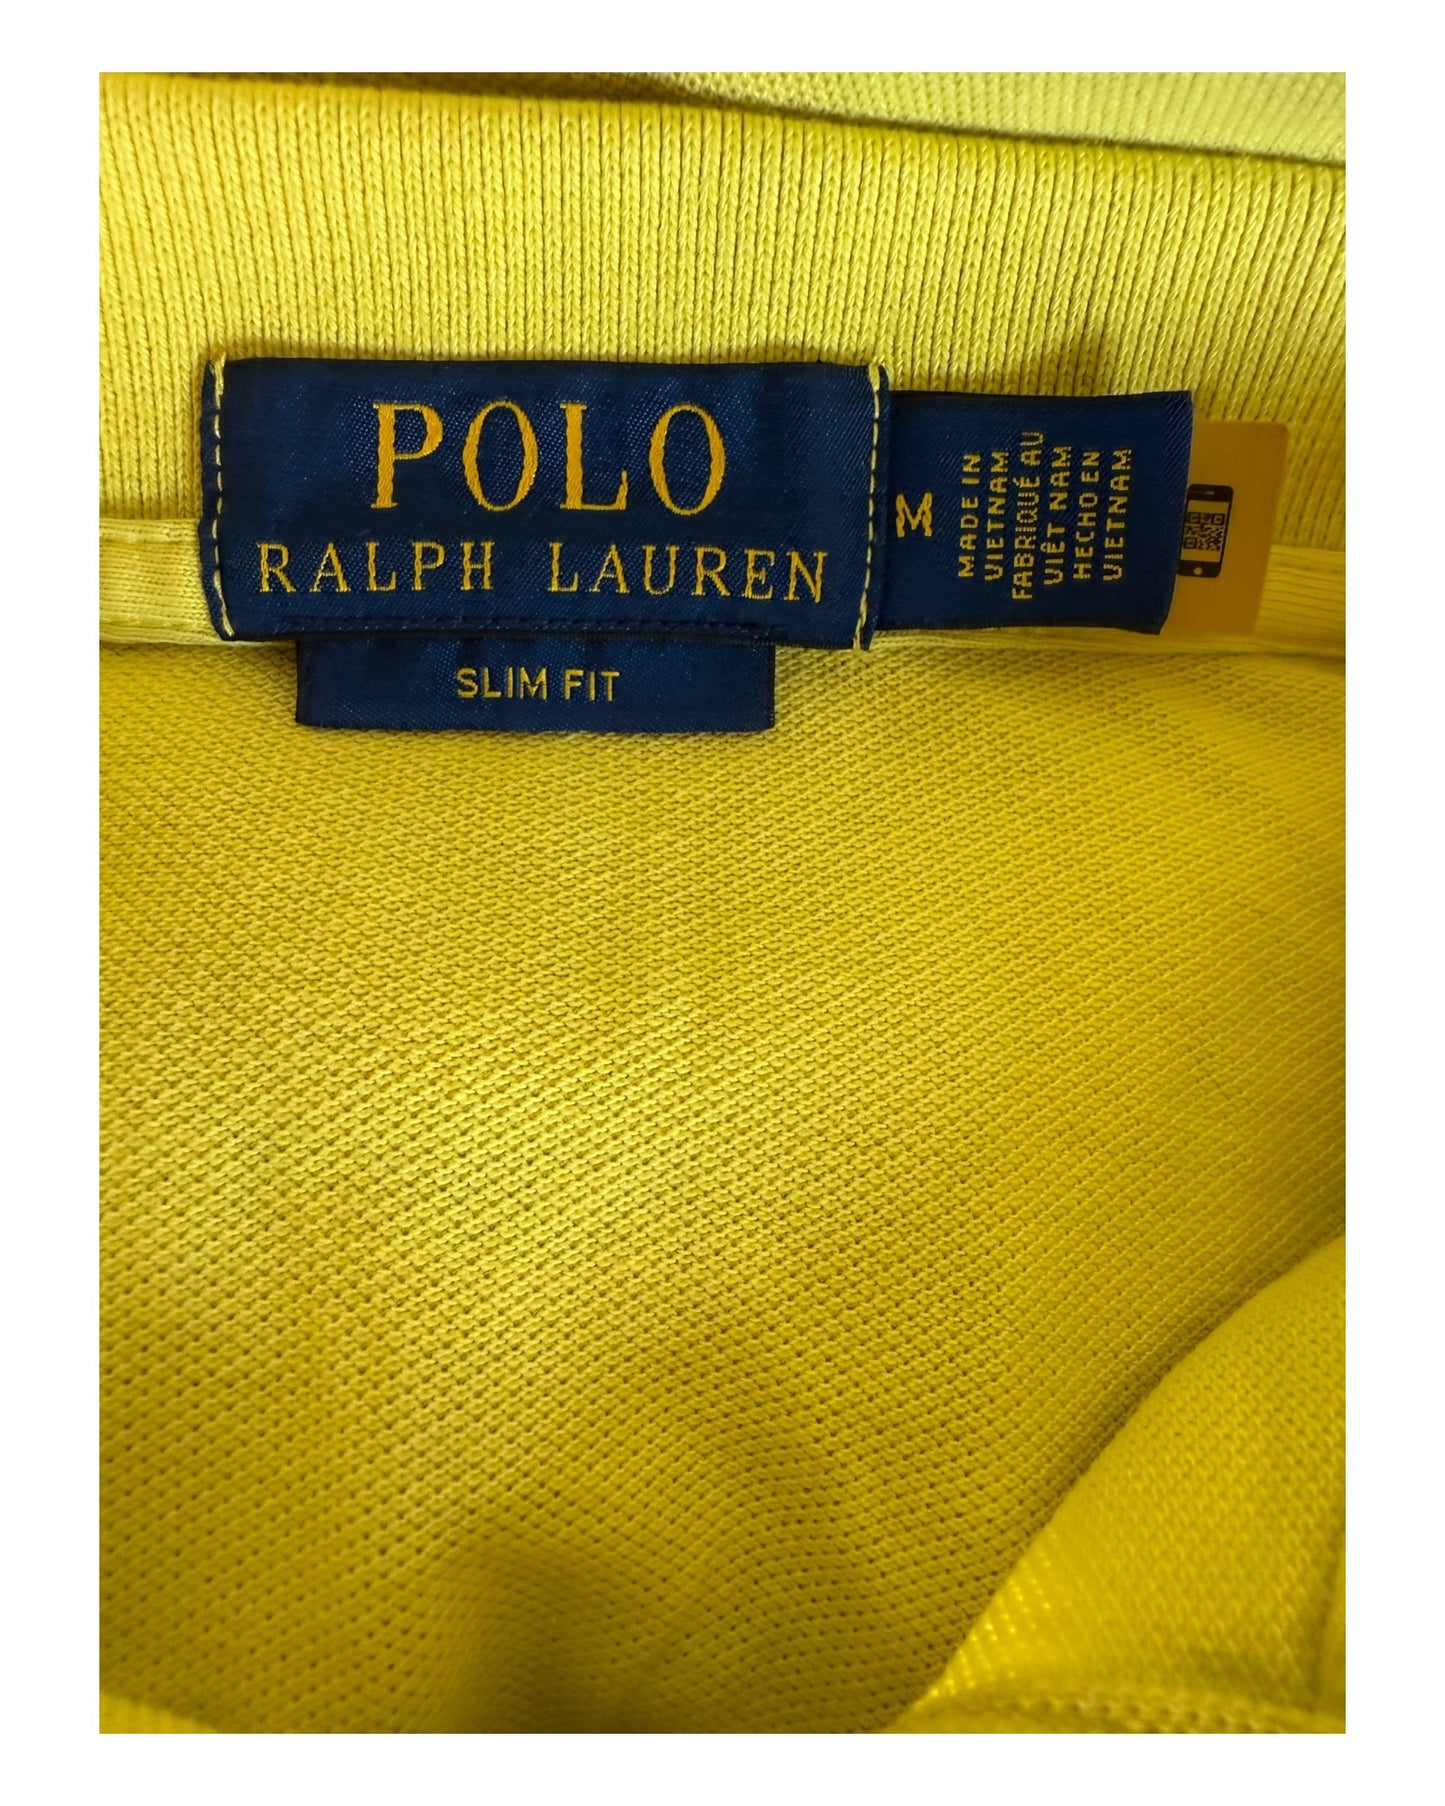 POLO
RALPH LAUREN
SLIM FIT
M
MADE IN
VIETNAM
FABRIQUÉ AU
VIÊT NAM
HECHO EN
VIETNAM